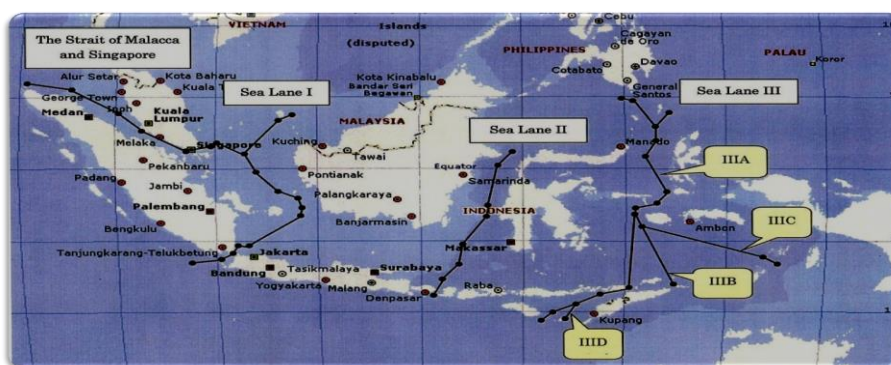 VIETNAM
Islands
(disputed)
Cebu
Cagayan
de Oro
PHILIPPINES
PALAU
Koror
The Strait of Malacca
and Singapore
Alur Setar
Kota Baharu
Kota Kinabalu
Cotabato
Davao
General
Santos
George Town
Kuala T
Bandar Seri
Begawan
Sea Lane I
Sea Lane III
Ipoh
Medan
Kuala
Lumpur
MALAYSIA
Sea Lane II
Melaka
Singapore
Kuching
Manado
Pekanbaru
Tawai
Equator
IIIA
Padang
Jambi
Pontianak
Samarinda
Palembang
Palangkaraya
INDONESIA
IIIC
Bengkulu
Banjarmasin
Ambon
Tanjungkarang-Telukbetung
Jakarta
Makassar
Bandung
Tasikmalaya
Surabaya
IIIB
Yogyakarta
Malang
Raba
Denpasar
Kupang
IIID